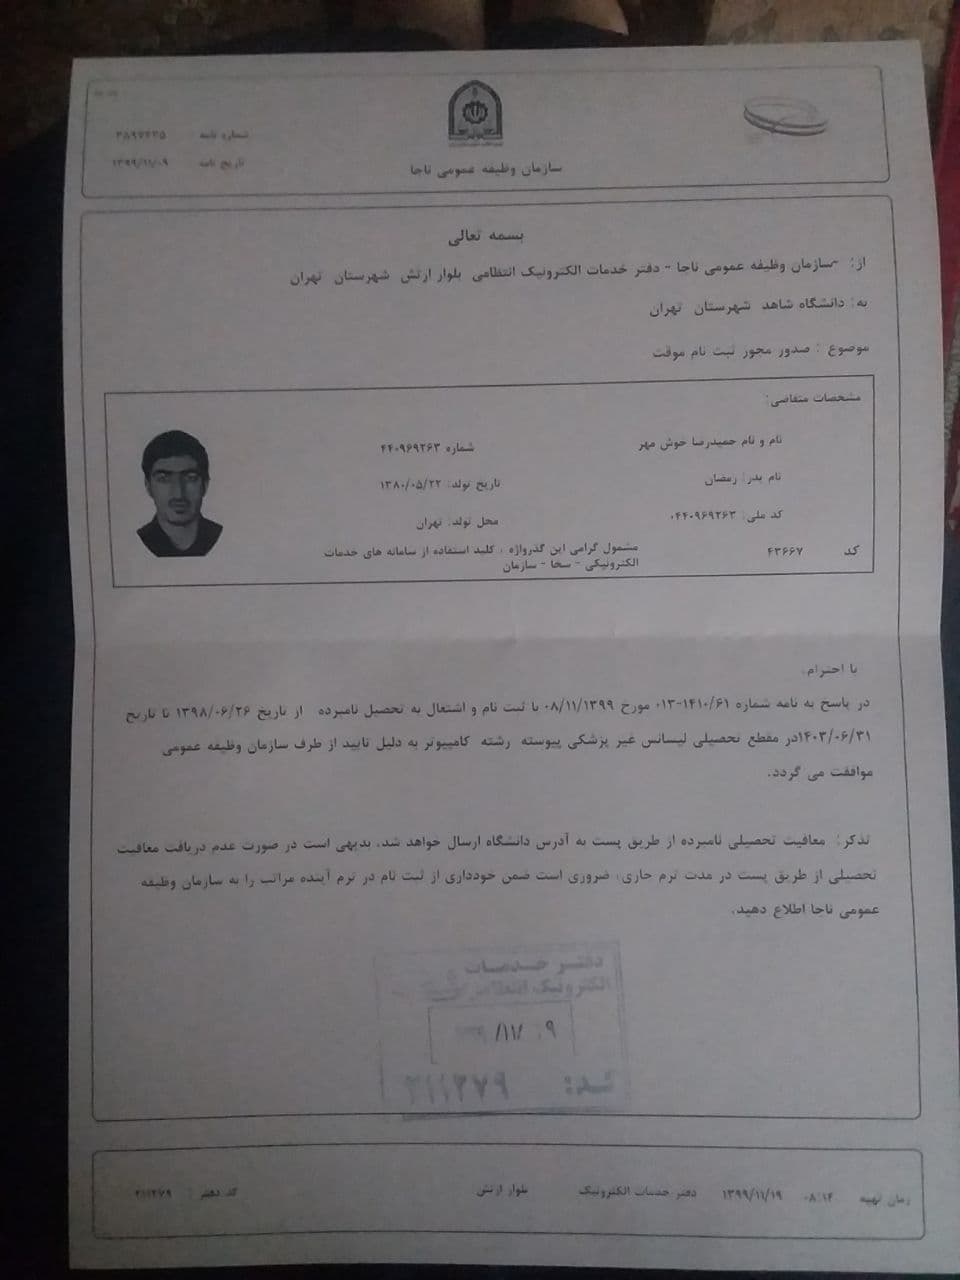 شماره نامه ۳۸۹۷۶۳۵
تاریخ نامه ۱۳۹۹/۱۱/۰۹
سازمان وظیفه عمومی ناجا
بسمه تعالی
از: سازمان وظیفه عمومی ناجا - دفتر خدمات الکترونیک انتظامی بلوار ارتش شهرستان تهران
به: دانشگاه شاهد شهرستان تهران
موضوع : صدور مجوز ثبت نام موقت
مشخصات متقاضی:
نام و نام حمیدرضا خوش مهر شماره ۴۴۰۹۶۹۲۶۳
نام پدر: رمضان تاریخ تولد: ۱۳۸۰/۰۵/۲۲
کد ملی: ۰۴۴۰۹۶۹۲۶۳ محل تولد: تهران
کد ۴۳۶۶۷ مشمول گرامی این گذرواژه ، کلید استفاده از سامانه های خدمات
الکترونیکی - سخا - سازمان
با احترام.
در پاسخ به نامه شماره ۰۱۳-۱۴۱۰/۶۱ مورخ ۰۸/۱۱/۱۳۹۹ با ثبت نام و اشتغال به تحصیل نامبرده از تاریخ ۱۳۹۸/۰۶/۲۶ تا تاریخ
۱۴۰۳/۰۶/۳۱در مقطع تحصیلی لیسانس غیر پزشکی پیوسته رشته کامپیوتر به دلیل تایید از طرف سازمان وظیفه عمومی
موافقت می گردد.
تذکر: معافیت تحصیلی نامبرده از طریق پست به آدرس دانشگاه ارسال خواهد شد، بدیهی است در صورت عدم دریافت معافیت
تحصیلی از طریق پست در مدت ترم جاری، ضروری است ضمن خودداری از ثبت نام در ترم آینده مراتب را به سازمان وظیفه
عمومی ناجا اطلاع دهید.
دفتر خدمات
الکترونیک انتظامی
/۱۱/ ۰۹
کد: ۲۱۱۲۷۹
زمان تهیه ۰۸:۱۴ ۱۳۹۹/۱۱/۱۹ دفتر خدمات الکترونیک بلوار ارتش کد دفتر : ۲۱۱۲۷۹